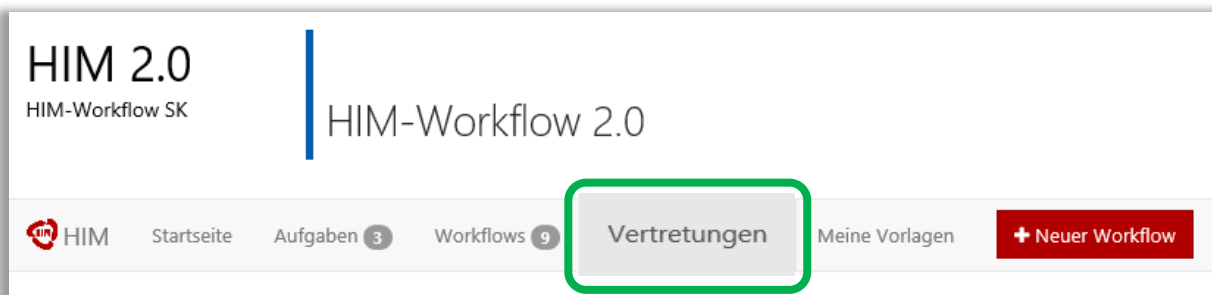 HIM 2.0
HIM-Workflow SK
HIM-Workflow 2.0
HIM Startseite Aufgaben 3 Workflows 9 Vertretungen Meine Vorlagen + Neuer Workflow